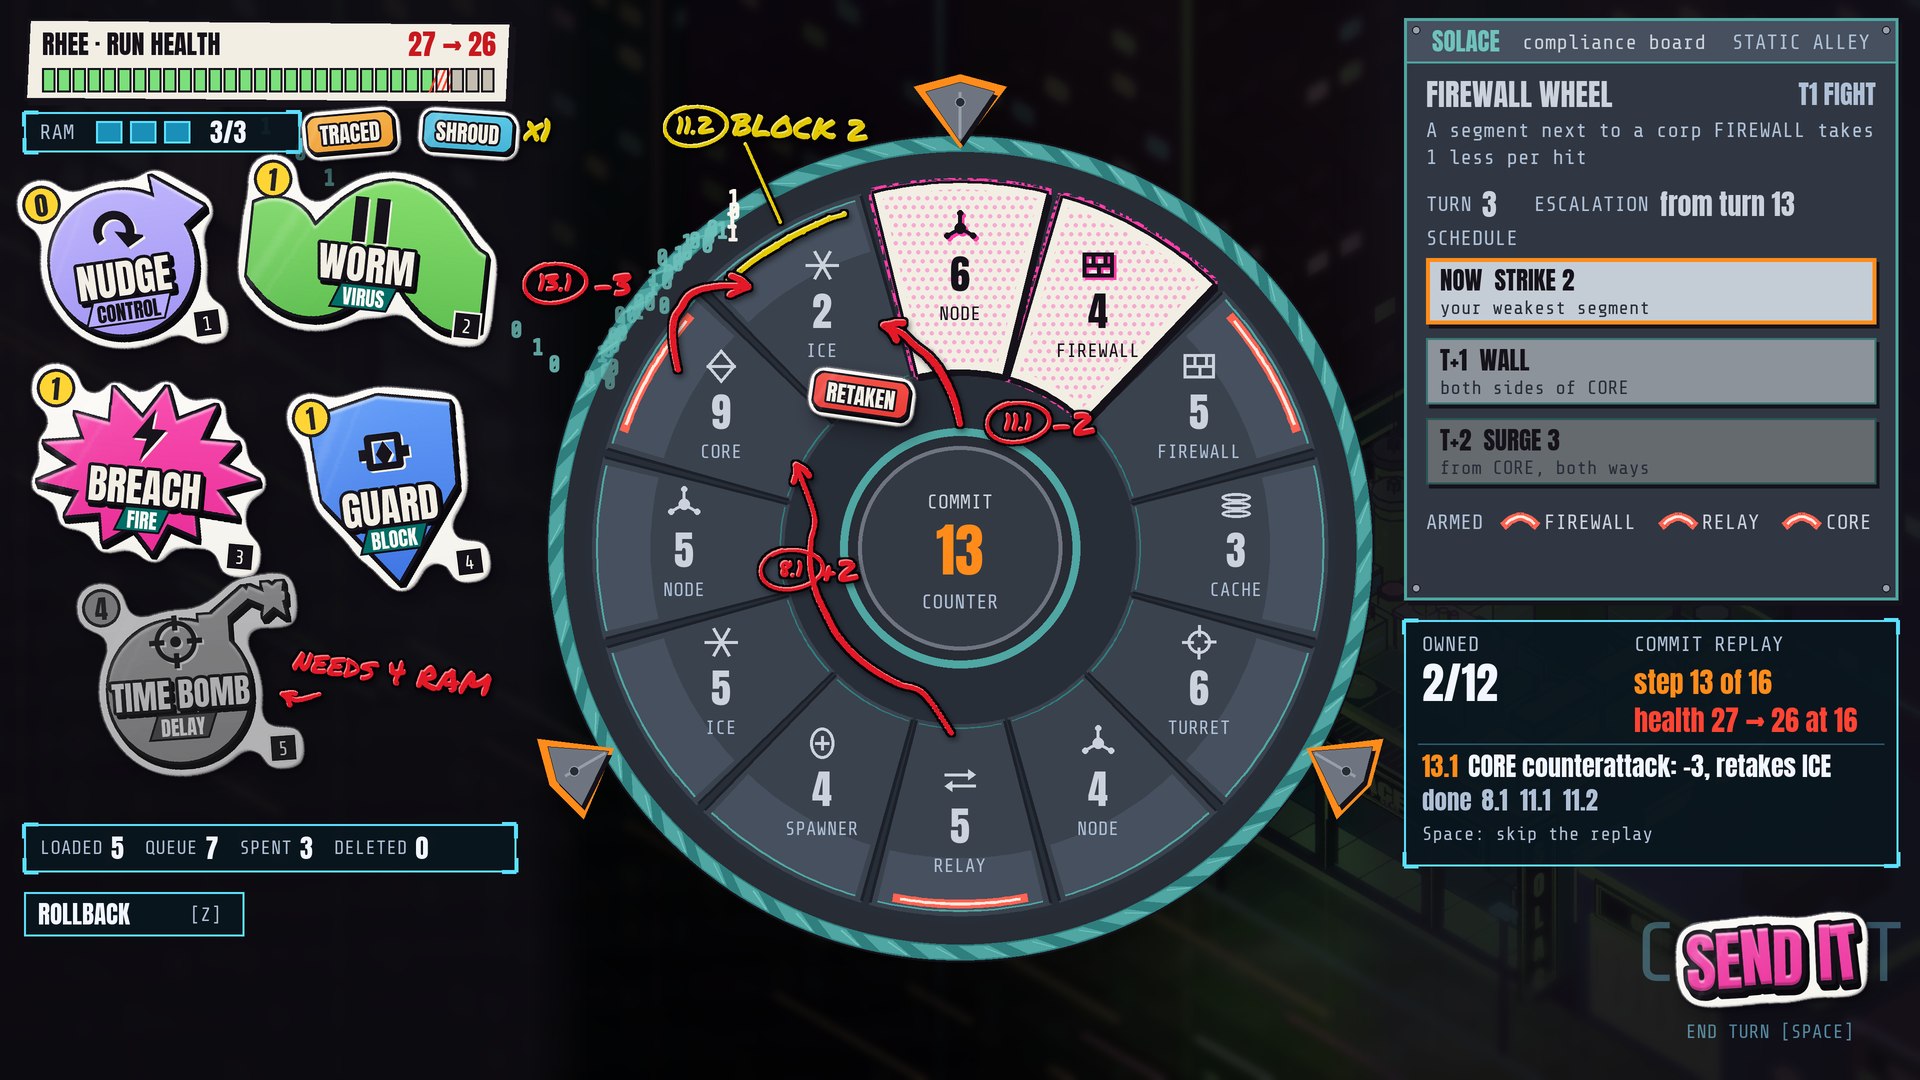 RHEE · RUN HEALTH 27 → 26
RAM 3/3
TRACED
SHROUD X1
0 NUDGE CONTROL 1
1 WORM VIRUS 2
1 BREACH FIRE 3
1 GUARD BLOCK 4
4 TIME BOMB DELAY 5
NEEDS 4 RAM
LOADED 5 QUEUE 7 SPENT 3 DELETED 0
ROLLBACK [Z]
11.2 BLOCK 2
13.1 -3
11.1 -2
8.1 +2
RETAKEN
6 NODE
4 FIREWALL
5 FIREWALL
3 CACHE
6 TURRET
4 NODE
5 RELAY
4 SPAWNER
5 ICE
5 NODE
9 CORE
2 ICE
COMMIT
13
COUNTER
SOLACE compliance board STATIC ALLEY
FIREWALL WHEEL T1 FIGHT
A segment next to a corp FIREWALL takes
1 less per hit
TURN 3 ESCALATION from turn 13
SCHEDULE
NOW STRIKE 2
your weakest segment
T+1 WALL
both sides of CORE
T+2 SURGE 3
from CORE, both ways
ARMED FIREWALL RELAY CORE
OWNED
2/12
COMMIT REPLAY
step 13 of 16
health 27 → 26 at 16
13.1 CORE counterattack: -3, retakes ICE
done 8.1 11.1 11.2
Space: skip the replay
SEND IT
END TURN [SPACE]